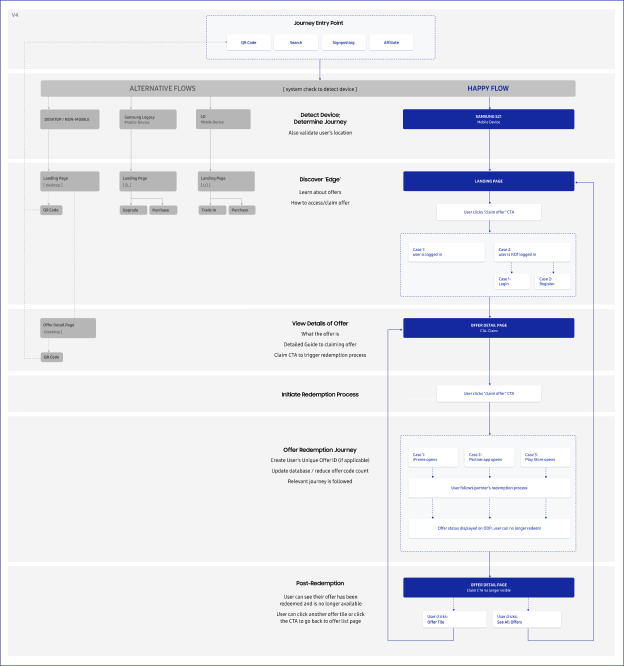 V4
Journey Entry Point
QR Code
Search
Signposting
Affiliate
ALTERNATIVE FLOWS
[ system check to detect device ]
HAPPY FLOW
DESKTOP / NON-MOBILE
Samsung Legacy
Mobile Device
LG
Mobile Device
Detect Device;
Determine Journey
Also validate user's location
SAMSUNG S21
Mobile Device
Landing Page
[ desktop ]
QR Code
Landing Page
Upgrade
Purchase
Landing Page
Trade In
Purchase
Discover 'Edge'
Learn about offers
How to access/claim offer
LANDING PAGE
User clicks "claim offer" CTA
Case 1:
user is logged in
Case 2:
user is NOT logged in
Case 1:
Login
Case 2:
Register
Offer Detail Page
[ desktop ]
QR Code
View Details of Offer
What the offer is
Detailed Guide to claiming offer
Claim CTA to trigger redemption process
OFFER DETAIL PAGE
CTA: Claim
Initiate Redemption Process
User clicks "claim offer" CTA
Offer Redemption Journey
Create User's Unique Offer ID (if applicable)
Update database / reduce offer code count
Relevant journey is followed
Case 1:
iFrame opens
Case 2:
Partner app opens
Case 3:
Play Store opens
User follows partner's redemption process
Offer status displayed on ODP; user can no longer redeem
Post-Redemption
User can see their offer has been
redeemed and is no longer available
User can click another offer tile or click
the CTA to go back to offer list page
OFFER DETAIL PAGE
Claim CTA no longer visible
User clicks:
Offer Tile
User clicks:
See All Offers